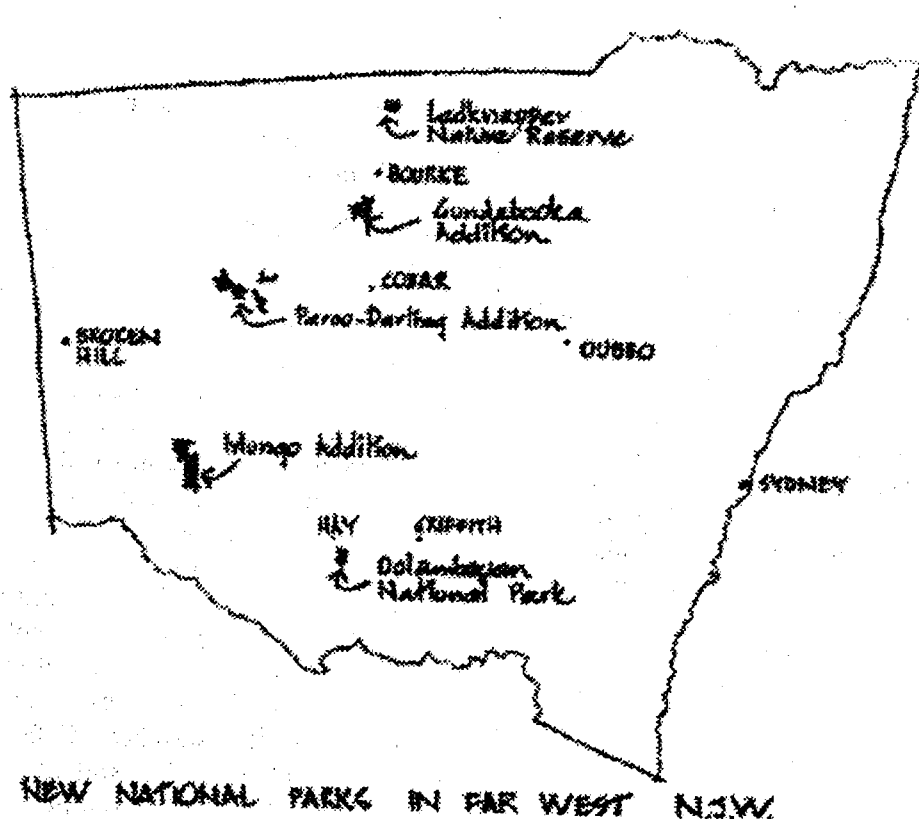 Ledknapper
Native Reserve
BOURKE
Gundabooka
Addition
COBAR
Paroo-Darling Addition
BROKEN
HILL
DUBBO
Mungo Addition
SYDNEY
HAY
GRIFFITH
Oolambeyan
National Park
NEW NATIONAL PARKS IN FAR WEST N.S.W.